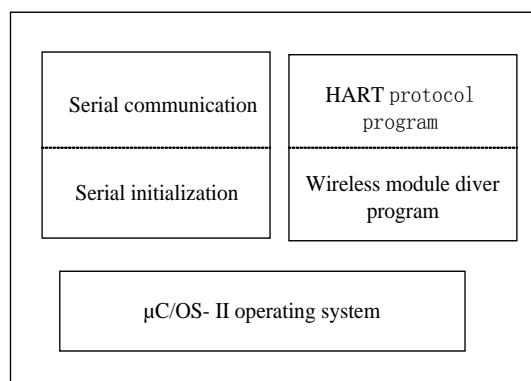 Serial communication
HART protocol
program
Serial initialization
Wireless module diver
program
μC/OS- II operating system